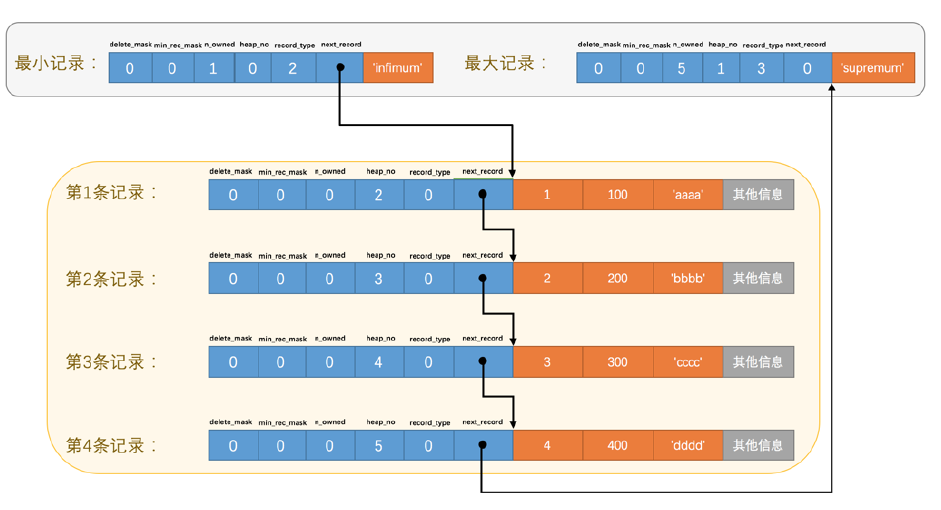 delete_mask min_rec_mask n_owned heap_no record_type next_record
最小记录： 0 0 1 0 2 'infimum'
delete_mask min_rec_mask n_owned heap_no record_type next_record
最大记录： 0 0 5 1 3 0 'supremum'
delete_mask min_rec_mask n_owned heap_no record_type next_record
第1条记录： 0 0 0 2 0 1 100 'aaaa' 其他信息
delete_mask min_rec_mask n_owned heap_no record_type next_record
第2条记录： 0 0 0 3 0 2 200 'bbbb' 其他信息
delete_mask min_rec_mask n_owned heap_no record_type next_record
第3条记录： 0 0 0 4 0 3 300 'cccc' 其他信息
delete_mask min_rec_mask n_owned heap_no record_type next_record
第4条记录： 0 0 0 5 0 4 400 'dddd' 其他信息